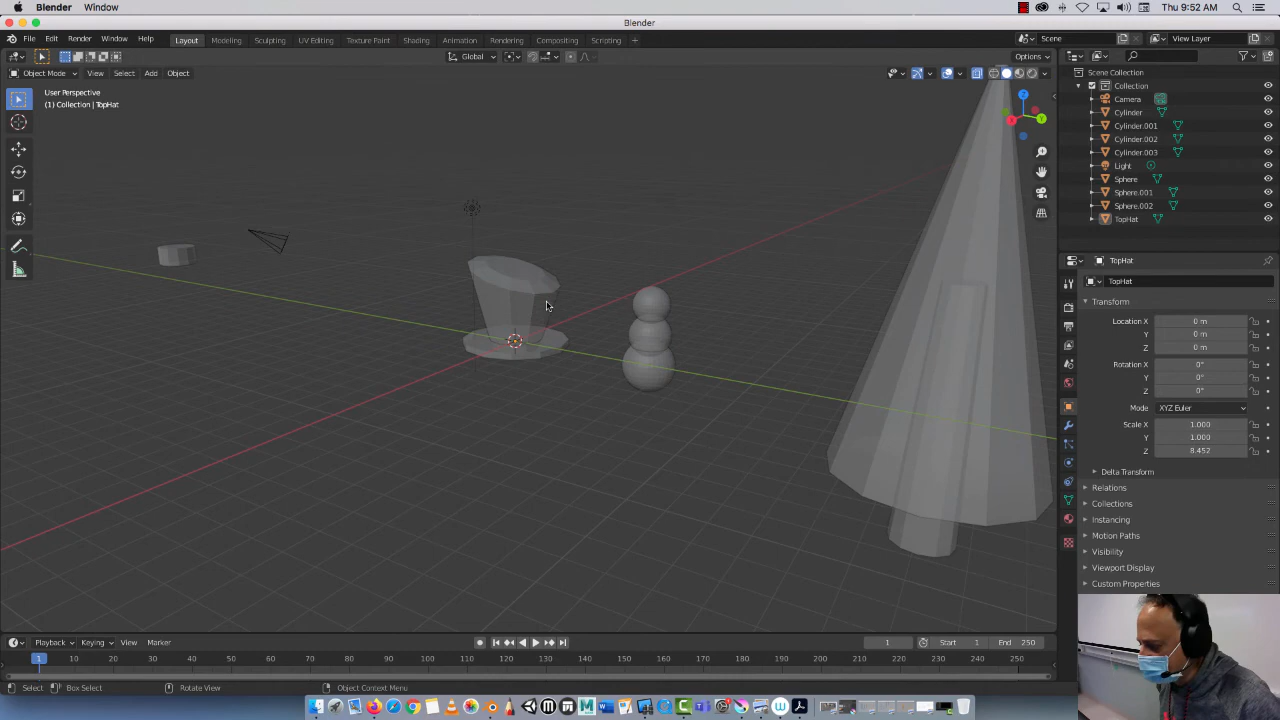 Blender Window Thu 9:52 AM
Blender
File Edit Render Window Help Layout Modeling Sculpting UV Editing Texture Paint Shading Animation Rendering Compositing Scripting + Scene View Layer
Global Options
Object Mode View Select Add Object
User Perspective
(1) Collection | TopHat
Z
X
Y
Scene Collection
Collection
Camera
Cylinder
Cylinder.001
Cylinder.002
Cylinder.003
Light
Sphere
Sphere.001
Sphere.002
TopHat
TopHat
TopHat
Transform
Location X 0 m
Y 0 m
Z 0 m
Rotation X 0°
Y 0°
Z 0°
Mode XYZ Euler
Scale X 1.000
Y 1.000
Z 8.452
Delta Transform
Relations
Collections
Instancing
Motion Paths
Visibility
Viewport Display
Custom Properties
Playback Keying View Marker 1 Start 1 End 250
1 10 20 30 40 50 60 70 80 90 100 110 120 130 140 150 160 170 180 190 200 210 220 230 240 250
Select Box Select Rotate View Object Context Menu